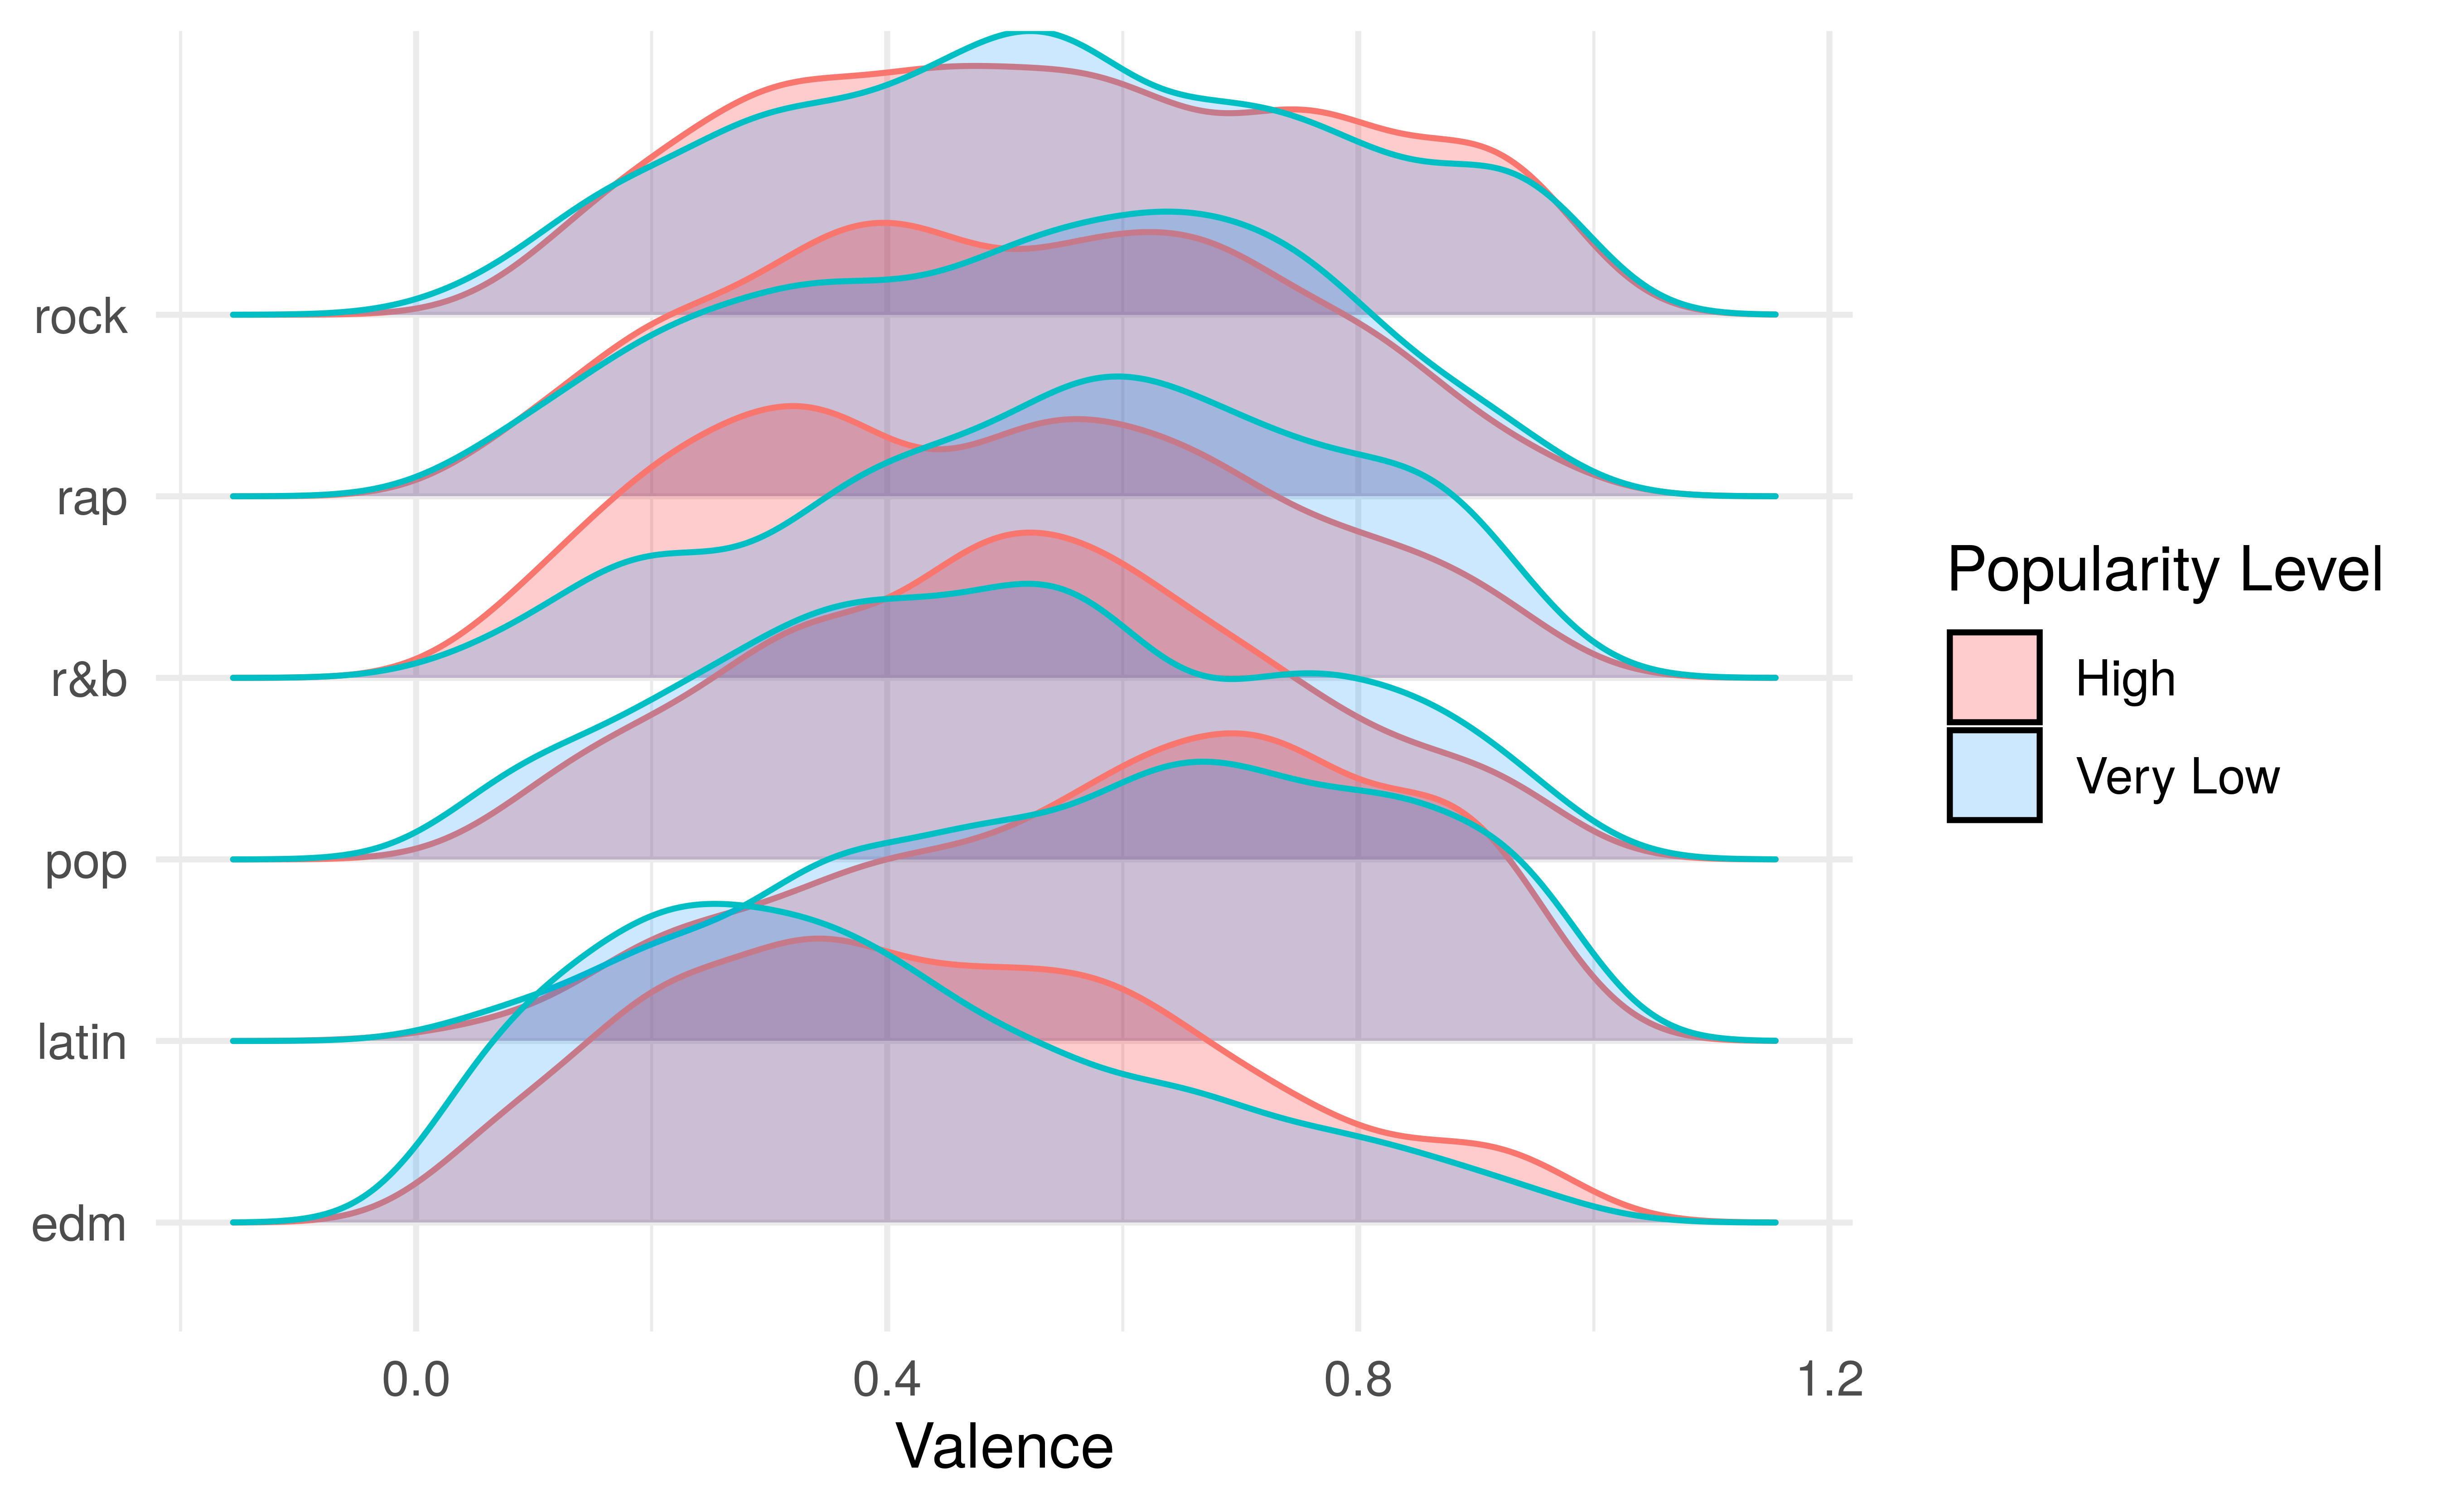 rock
rap
r&b
pop
latin
edm
0.0 0.4 0.8 1.2
Valence
Popularity Level
High
Very Low